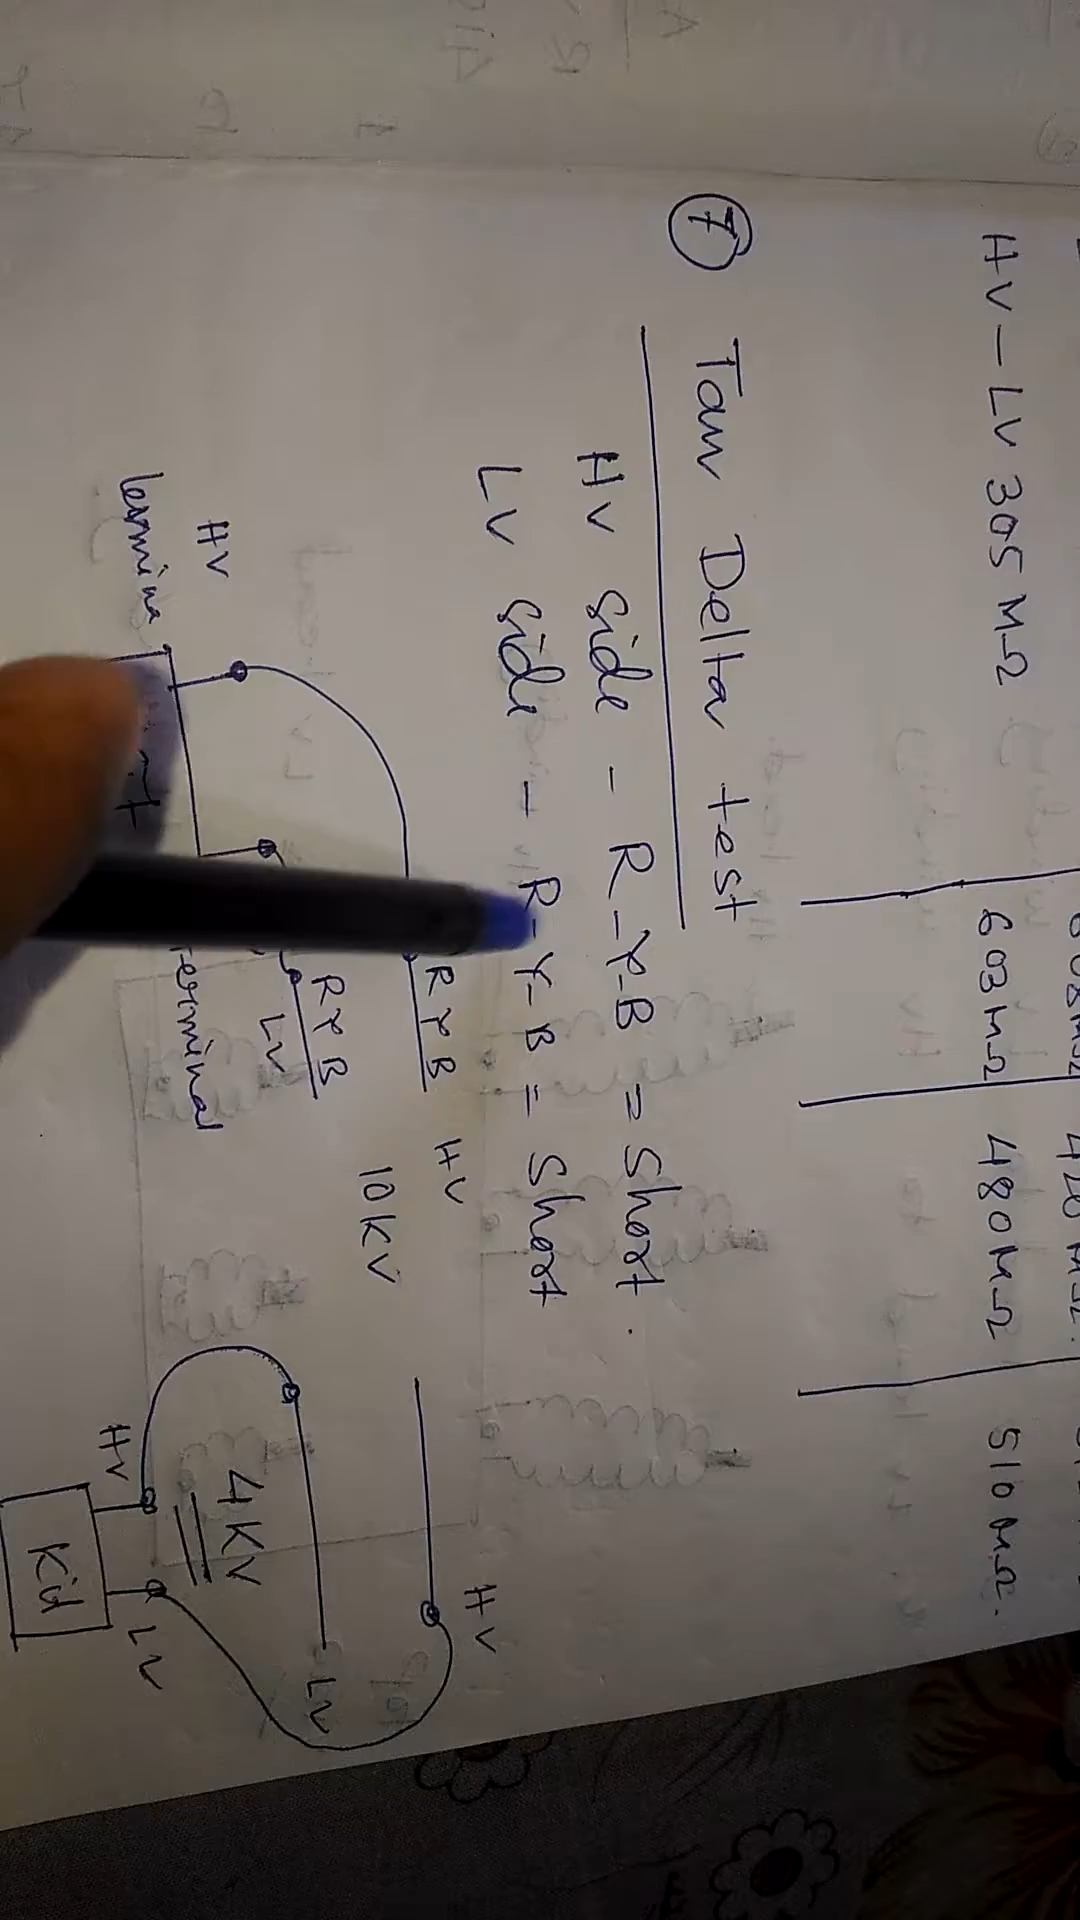 HV - LV 305 MΩ 603 MΩ 480 MΩ 510 MΩ.
7 Tan Delta test
HV side - R-Y-B = Short.
LV side - R-Y-B = Short
RYB HV HV
RYB 10 KV
LV LV
HV 4 KV
terminal
HV LV
Kit